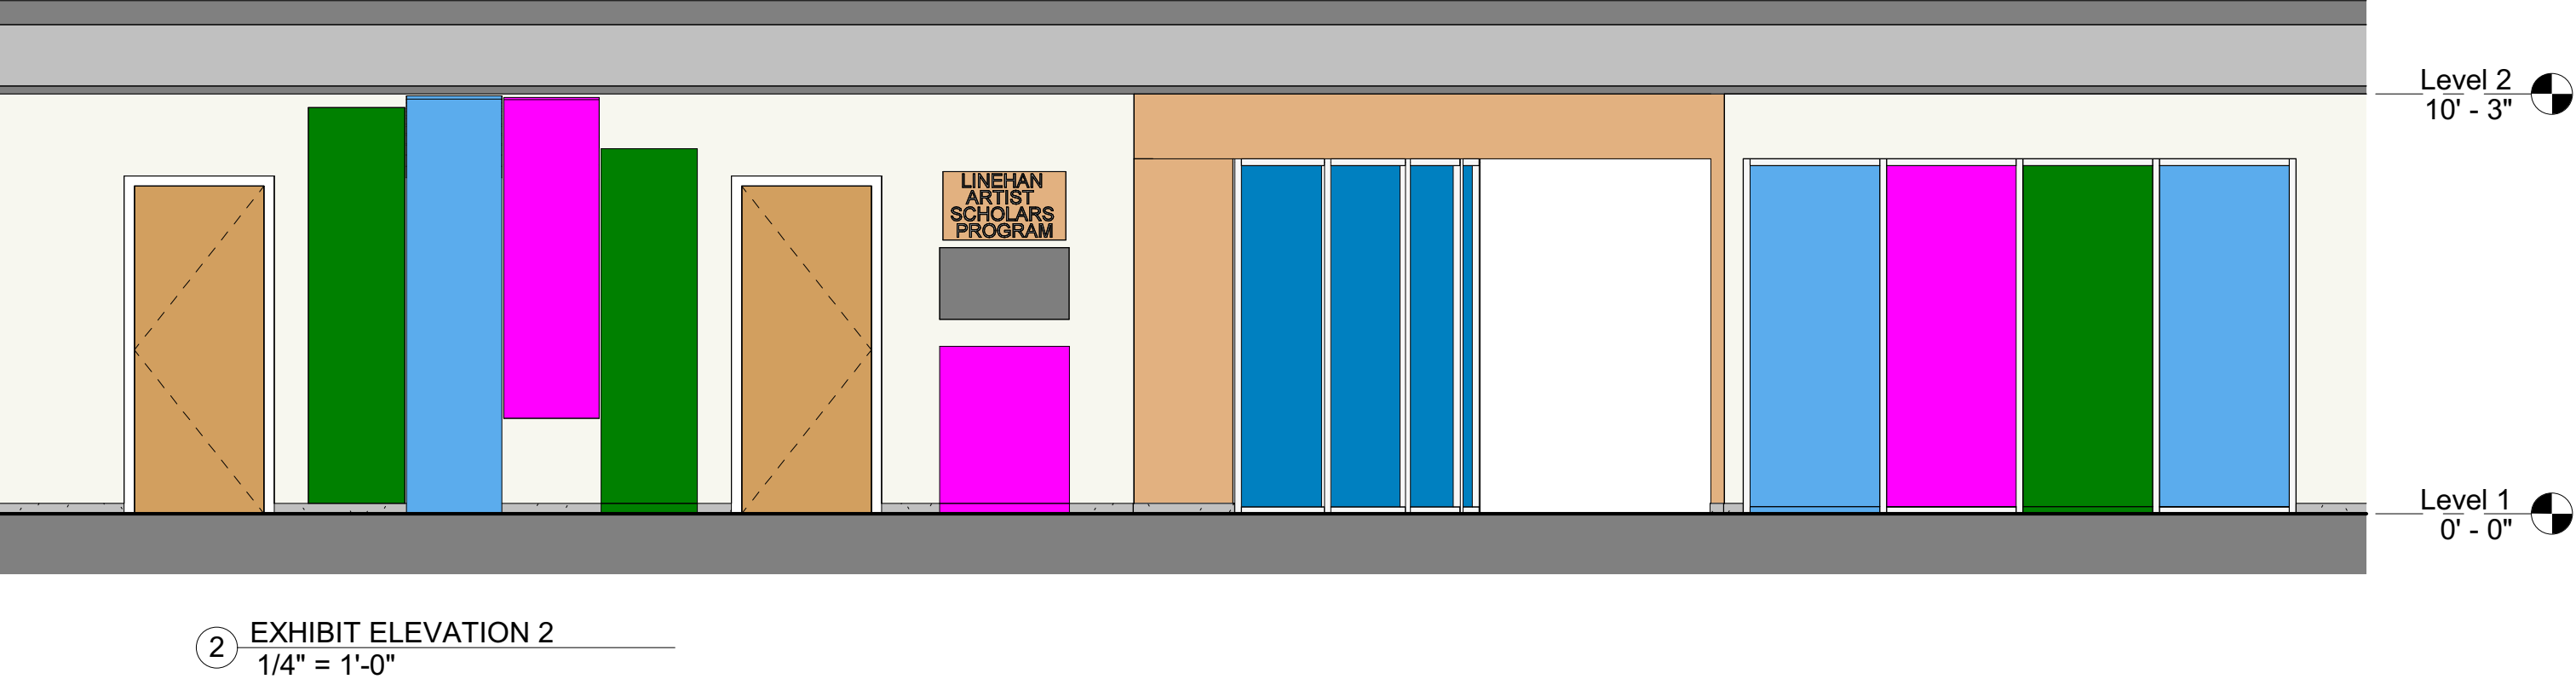 Level 2
10' - 3"
LINEHAN
ARTIST
SCHOLARS
PROGRAM
Level 1
0' - 0"
2
EXHIBIT ELEVATION 2
1/4" = 1'-0"